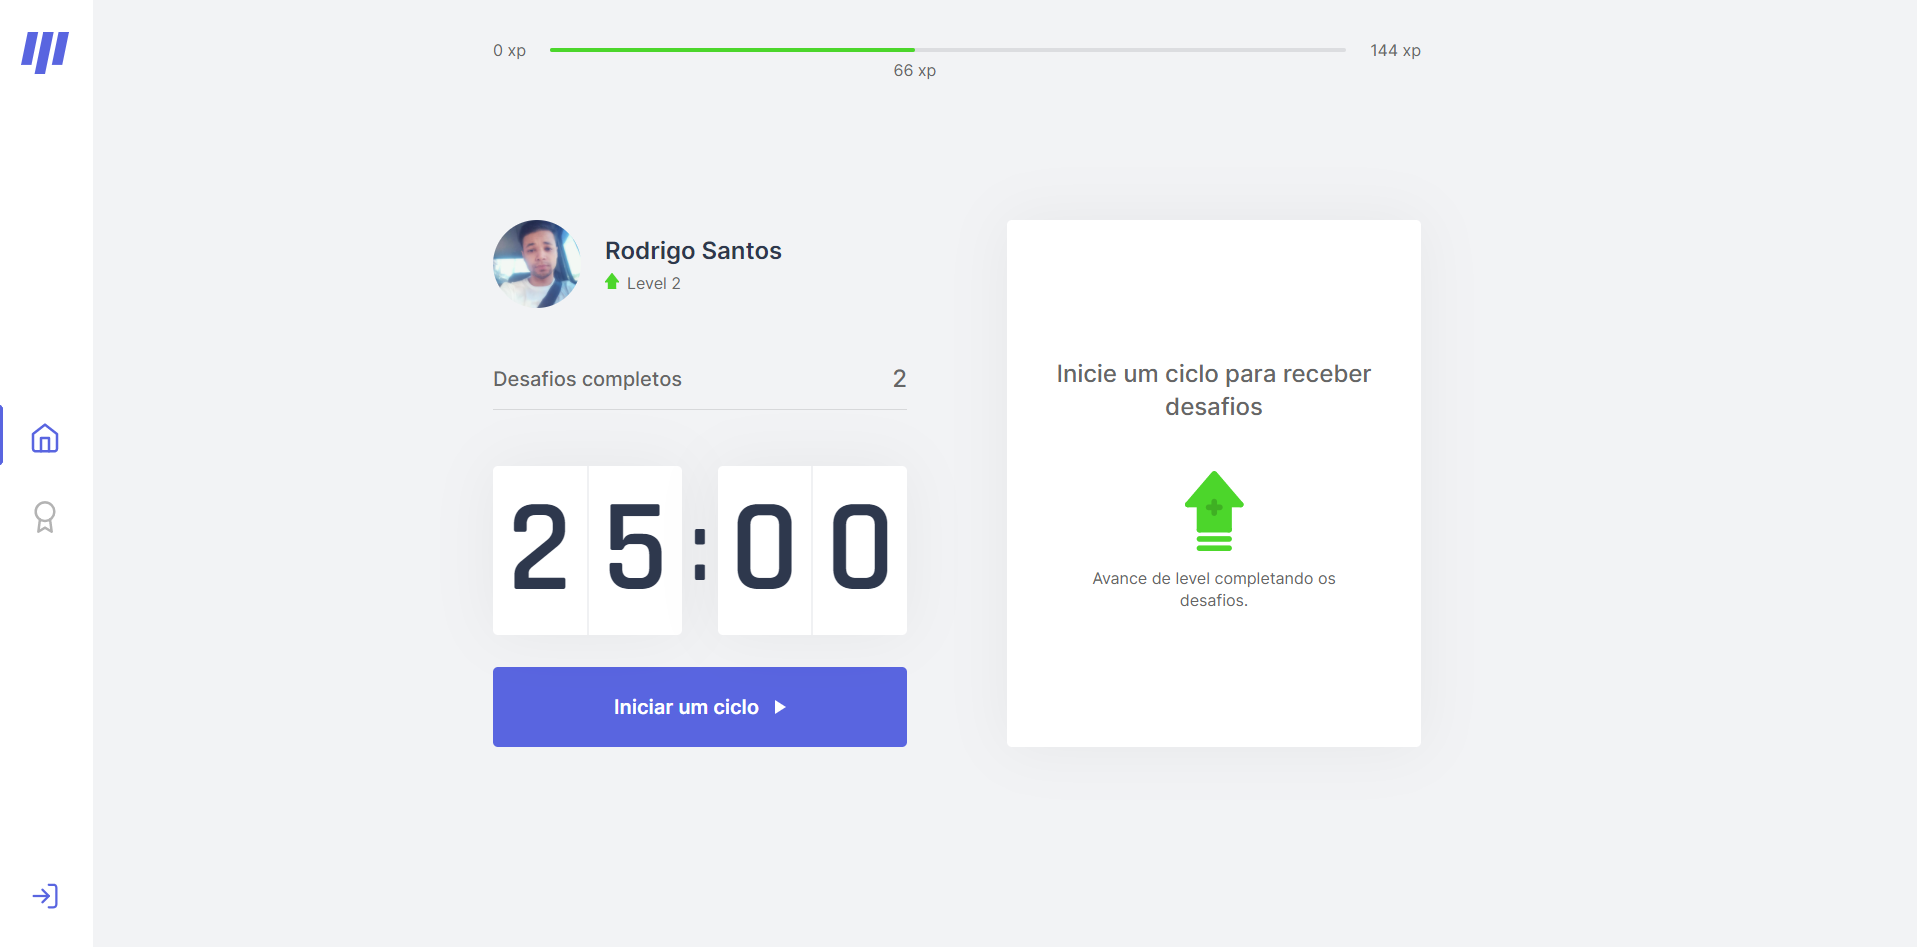 0 xp
144 xp
66 xp
Rodrigo Santos
Level 2
Desafios completos 2
25:00
Iniciar um ciclo
Inicie um ciclo para receber
desafios
Avance de level completando os
desafios.